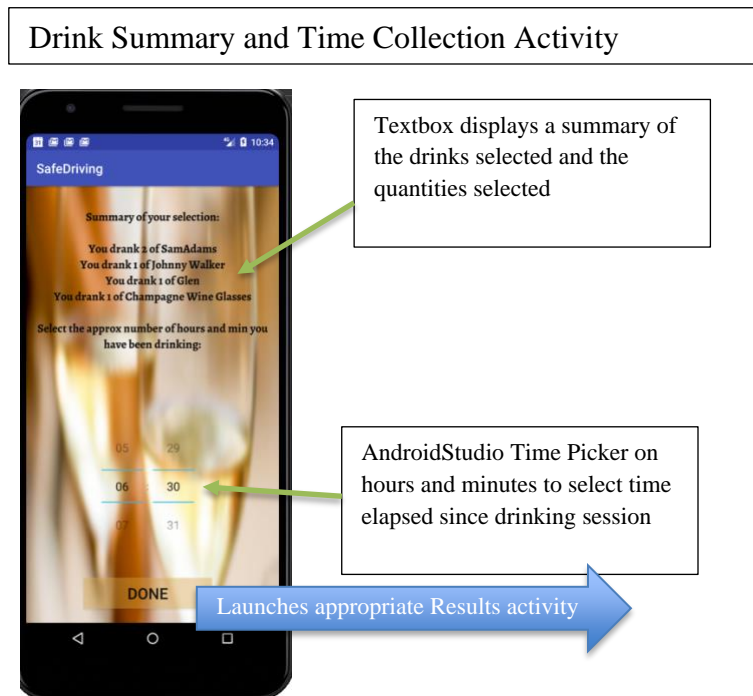 Drink Summary and Time Collection Activity
10:34
SafeDriving
Summary of your selection:
You drank 2 of SamAdams
You drank 1 of Johnny Walker
You drank 1 of Glen
You drank 1 of Champagne Wine Glasses
Select the approx number of hours and min you
have been drinking:
05 29
06 : 30
07 31
DONE
Textbox displays a summary of
the drinks selected and the
quantities selected
AndroidStudio Time Picker on
hours and minutes to select time
elapsed since drinking session
Launches appropriate Results activity